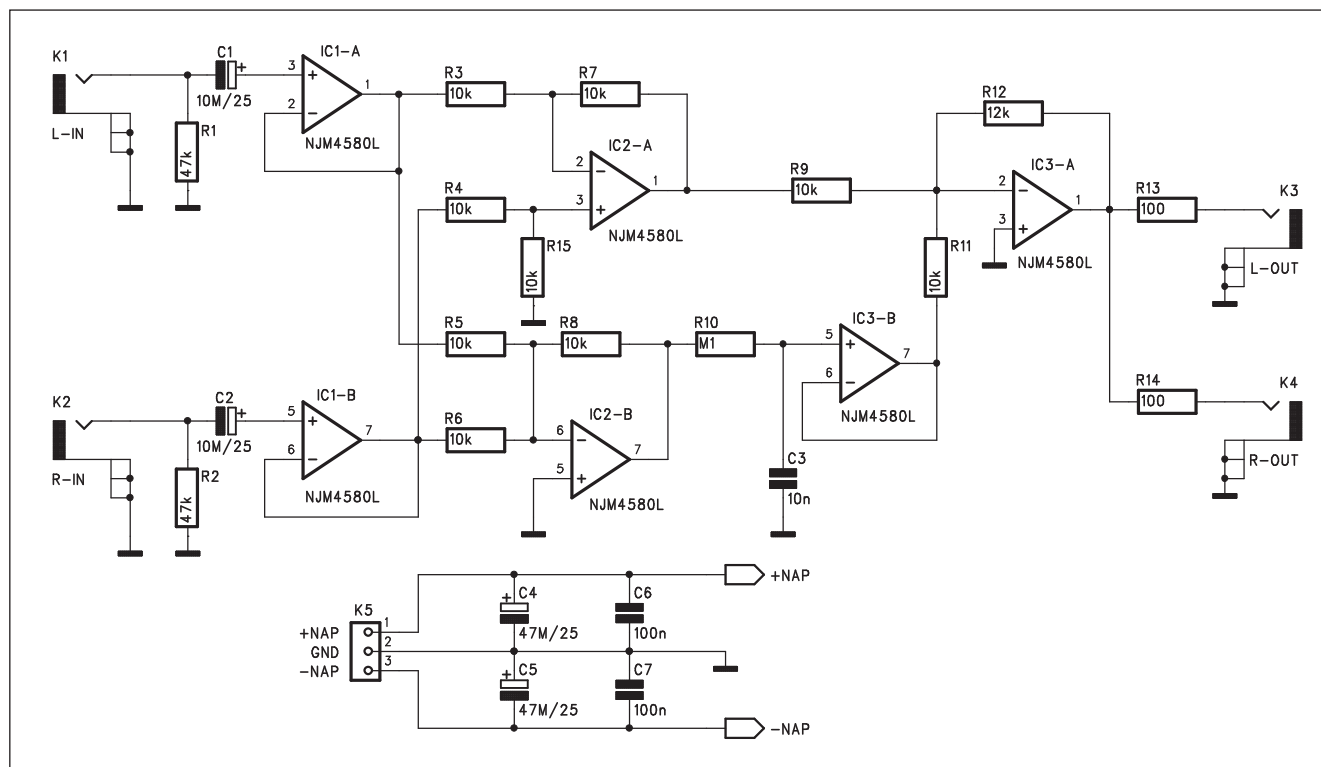 K1
L-IN
R1
47k
C1
10M/25
+
3
+
2
−
1
IC1-A
NJM4580L
R3
10k
R7
10k
R4
10k
R15
10k
IC2-A
2
−
3
+
1
NJM4580L
R9
10k
R12
12k
R11
10k
IC3-A
2
−
3
+
1
NJM4580L
R13
100
K3
L-OUT
R5
10k
R8
10k
R10
M1
IC3-B
5
+
6
−
7
NJM4580L
R14
100
K4
R-OUT
K2
R-IN
R2
47k
C2
10M/25
+
5
+
6
−
7
IC1-B
NJM4580L
R6
10k
IC2-B
6
−
5
+
7
NJM4580L
C3
10n
K5
+NAP
GND
-NAP
1
2
3
+
C4
47M/25
C6
100n
+
C5
47M/25
C7
100n
+NAP
-NAP